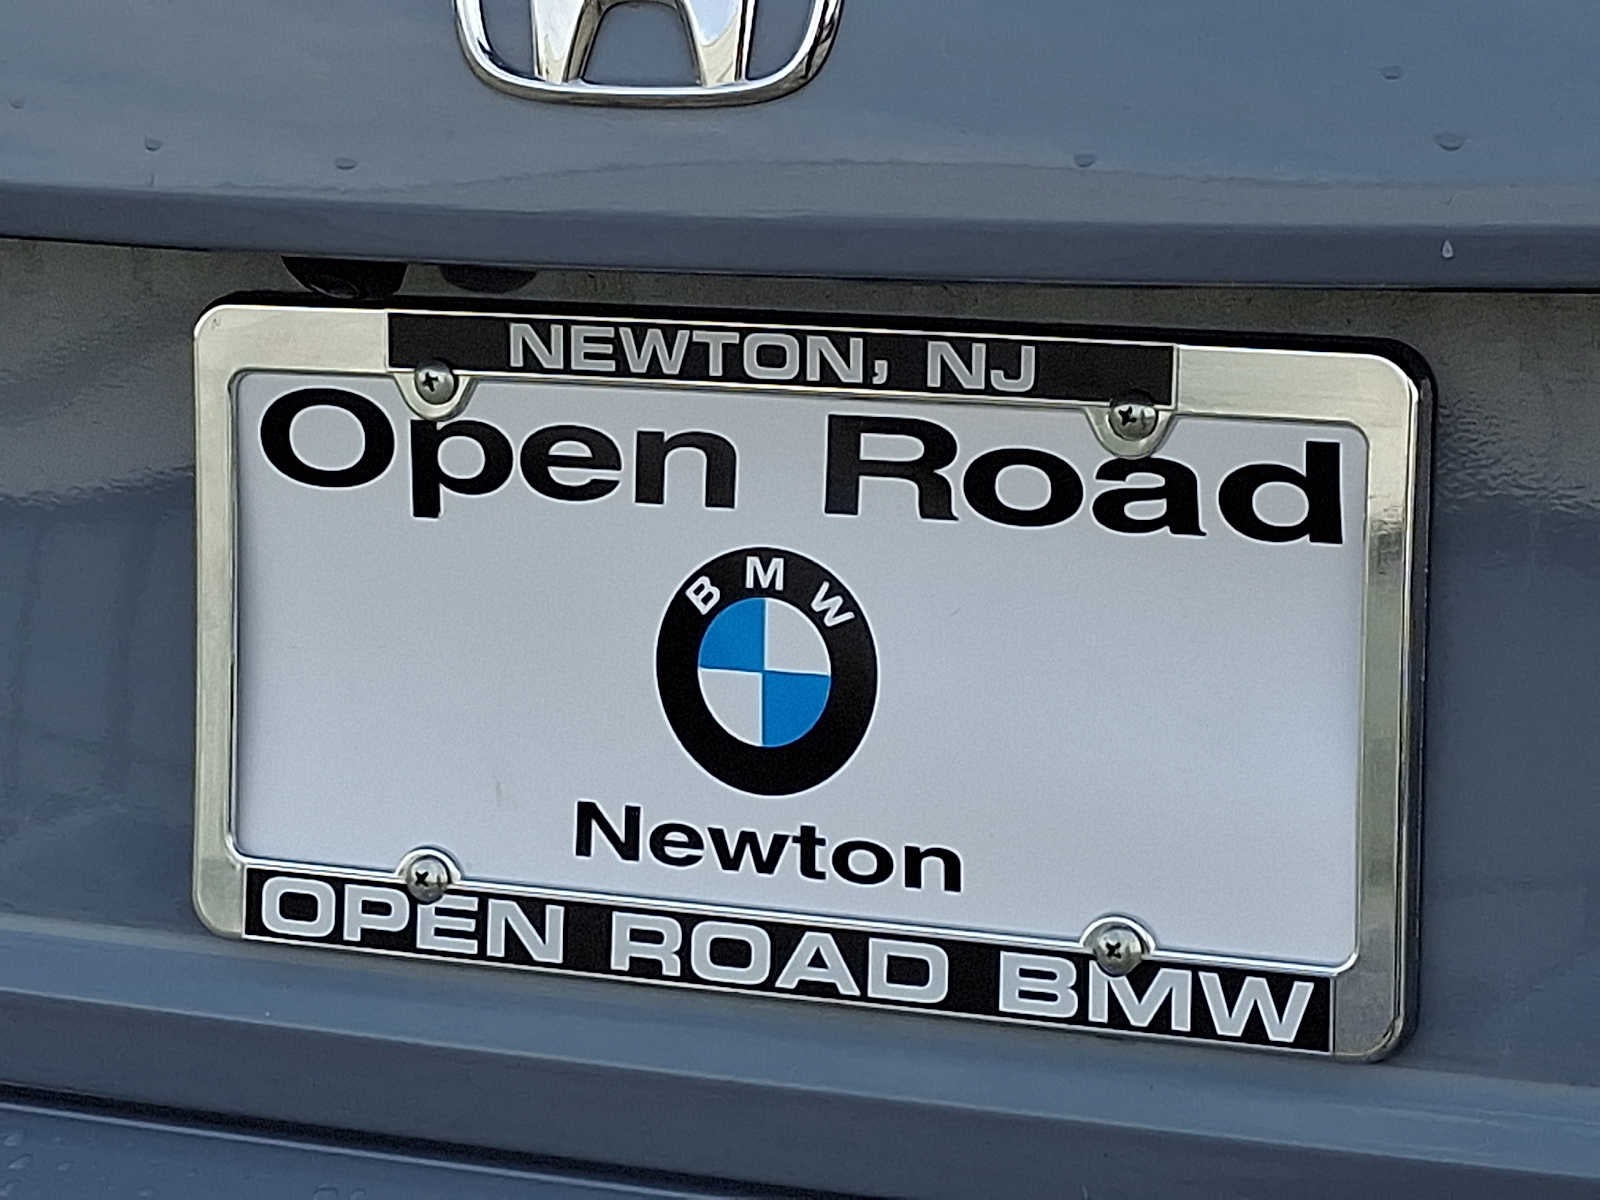 NEWTON, NJ
Open Road
BMW
Newton
OPEN ROAD BMW